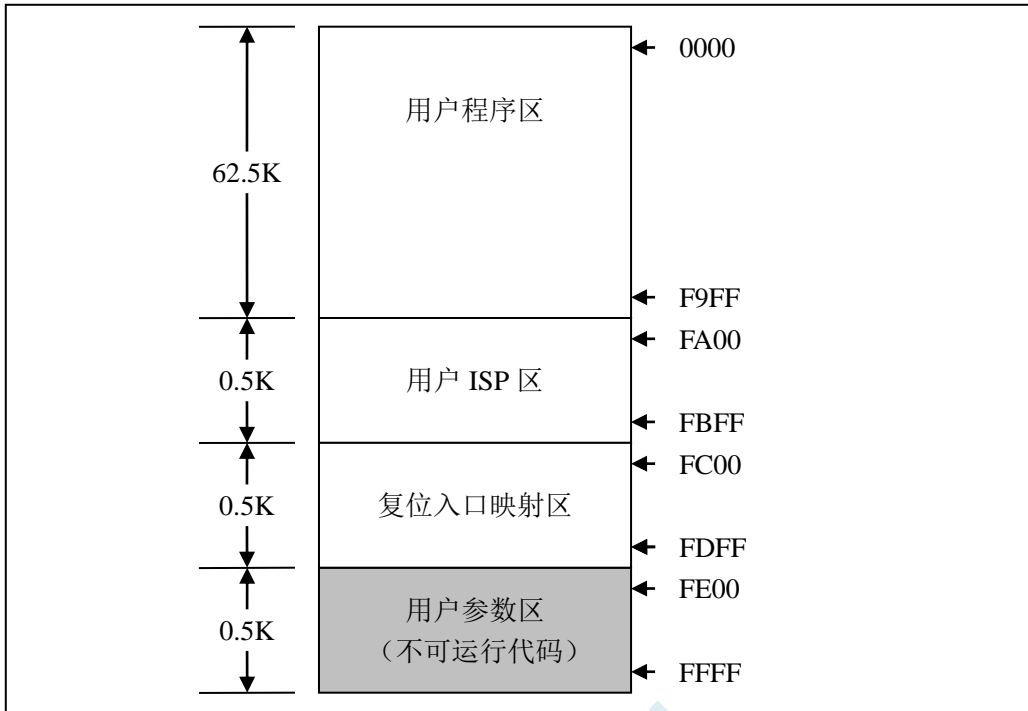 0000
用户程序区
62.5K
F9FF
FA00
用户 ISP 区
0.5K
FBFF
FC00
复位入口映射区
0.5K
FDFF
FE00
用户参数区
0.5K
（不可运行代码）
FFFF